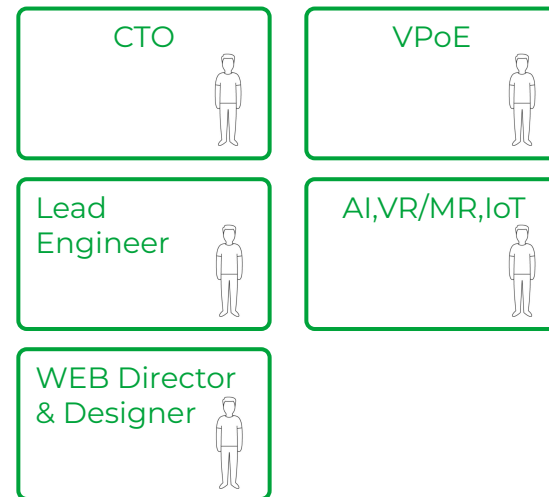 CTO
VPoE
Lead
Engineer
AI,VR/MR,IoT
WEB Director
& Designer